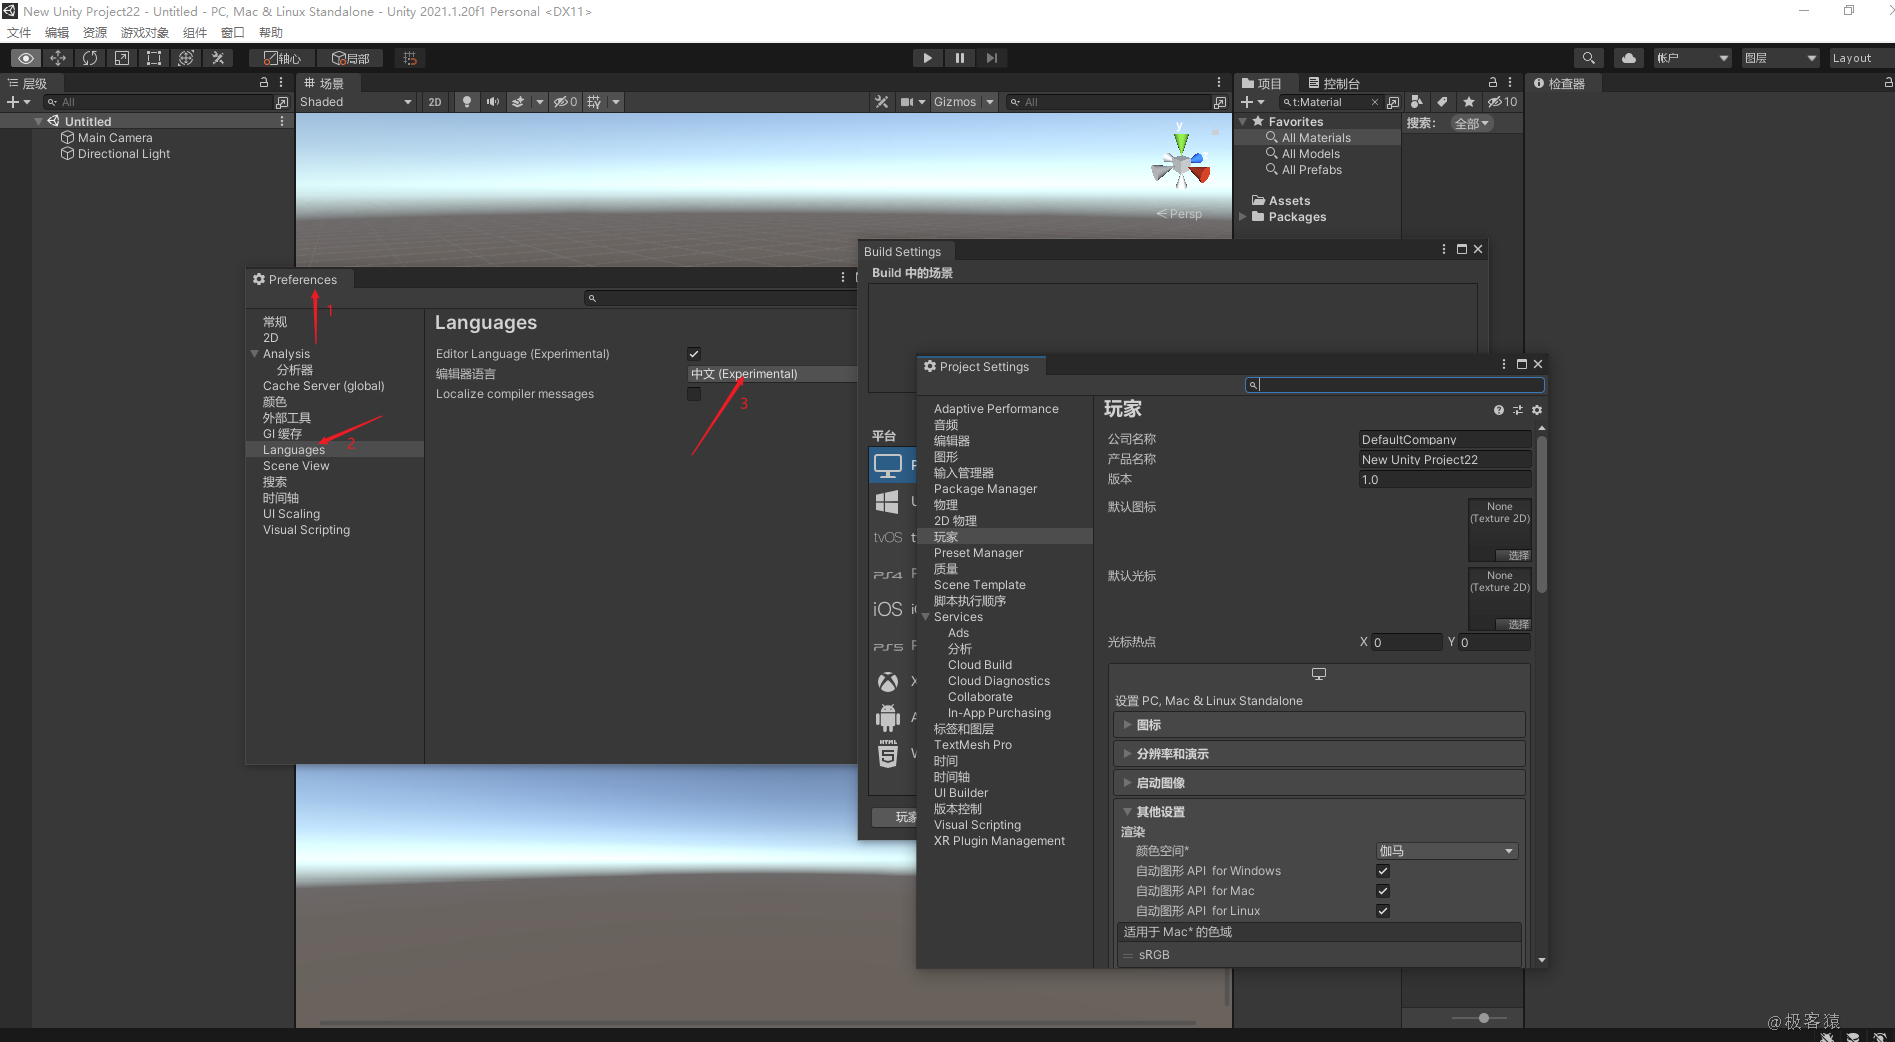 New Unity Project22 - Untitled - PC, Mac & Linux Standalone - Unity 2021.1.20f1 Personal <DX11>
文件 编辑 资源 游戏对象 组件 窗口 帮助
轴心 局部 帐户 图层 Layout
层级
All
Untitled
Main Camera
Directional Light
场景
Shaded 2D 0 Gizmos All
y
Persp
项目 控制台
t:Material 10
Favorites
All Materials
All Models
All Prefabs
Assets
Packages
搜索: 全部
检查器
Preferences
1
常规
2D
Analysis
分析器
Cache Server (global)
颜色
外部工具
GI 缓存
Languages
2
Scene View
搜索
时间轴
UI Scaling
Visual Scripting
Languages
Editor Language (Experimental)
编辑器语言 中文 (Experimental)
Localize compiler messages
3
Build Settings
Build 中的场景
平台
tvOS t
PS4
iOS
PS5
X
A
HTML
5
玩家
Project Settings
Adaptive Performance
音频
编辑器
图形
输入管理器
Package Manager
物理
2D 物理
玩家
Preset Manager
质量
Scene Template
脚本执行顺序
Services
Ads
分析
Cloud Build
Cloud Diagnostics
Collaborate
In-App Purchasing
标签和图层
TextMesh Pro
时间
时间轴
UI Builder
版本控制
Visual Scripting
XR Plugin Management
玩家
公司名称 DefaultCompany
产品名称 New Unity Project22
版本 1.0
默认图标 None
(Texture 2D)
选择
默认光标 None
(Texture 2D)
选择
光标热点 X 0 Y 0
设置 PC, Mac & Linux Standalone
图标
分辨率和演示
启动图像
其他设置
渲染
颜色空间* 伽马
自动图形 API for Windows
自动图形 API for Mac
自动图形 API for Linux
适用于 Mac* 的色域
sRGB
@极客猿